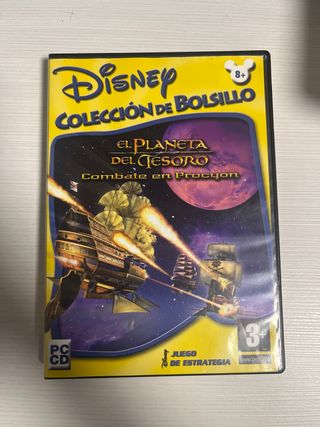 Disney
8+
COLECCIÓN DE BOLSILLO
EL PLANETA
DEL TESORO
Combate en Procyon
PC
CD
JUEGO
DE ESTRATEGIA
3+